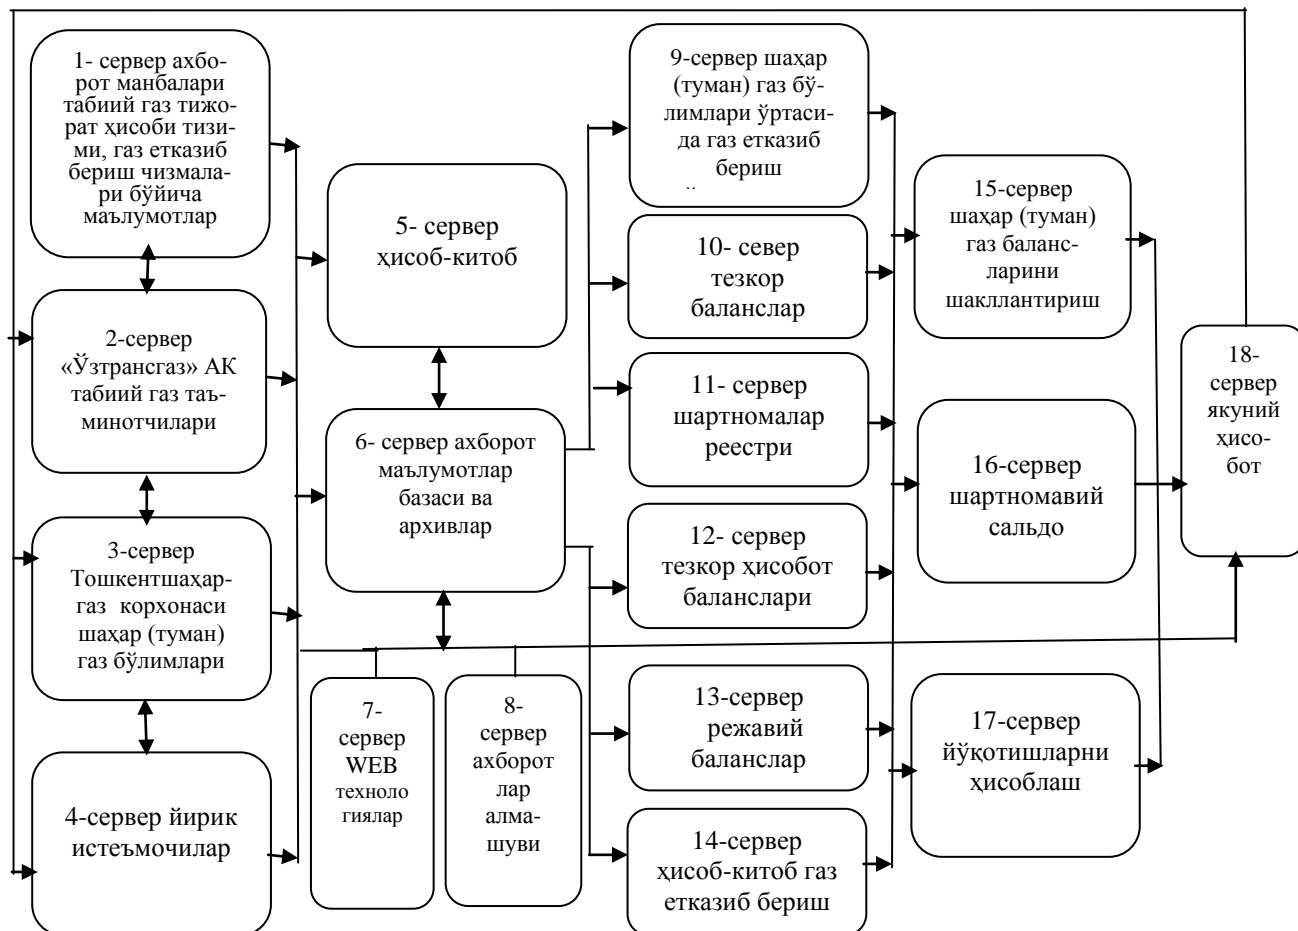 1- сервер ахбо-
рот манбалари
табиий газ тижо-
рат ҳисоби тизи-
ми, газ етказиб
бериш чизмала-
ри бўйича
маълумотлар
2-сервер
«Ўзтрансгаз» АК
табиий газ таъ-
минотчилари
3-сервер
Тошкентшаҳар-
газ корхонаси
шаҳар (туман)
газ бўлимлари
4-сервер йирик
истеъмочилар
5- сервер
ҳисоб-китоб
6- сервер ахборот
маълумотлар
базаси ва
архивлар
7-
сервер
WEB
техноло
гиялар
8-
сервер
ахборот
лар
алма-
шуви
9-сервер шаҳар
(туман) газ бў-
лимлари ўртаси-
да газ етказиб
бериш
10- север
тезкор
баланслар
11- сервер
шартномалар
реестри
12- сервер
тезкор ҳисобот
баланслари
13-сервер
режавий
баланслар
14-сервер
ҳисоб-китоб газ
етказиб бериш
15-сервер
шаҳар (туман)
газ баланс-
ларини
шакллантириш
16-сервер
шартномавий
сальдо
17-сервер
йўқотишларни
ҳисоблаш
18-
сервер
якуний
ҳисо-
бот